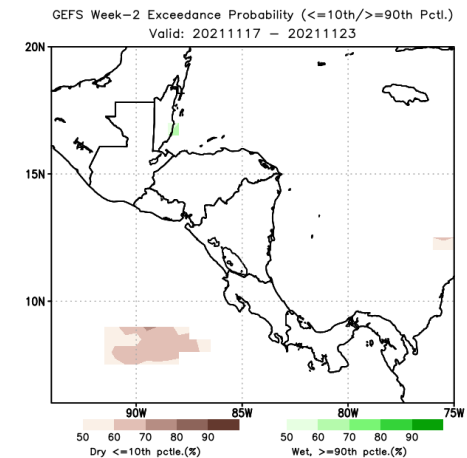 GEFS Week-2 Exceedance Probability (<=10th/>=90th Pctl.)
Valid: 20211117 - 20211123
20N
15N
10N
90W 85W 80W 75W
50 60 70 80 90 50 60 70 80 90
Dry <=10th pctle.(%) Wet, >=90th pctle.(%)